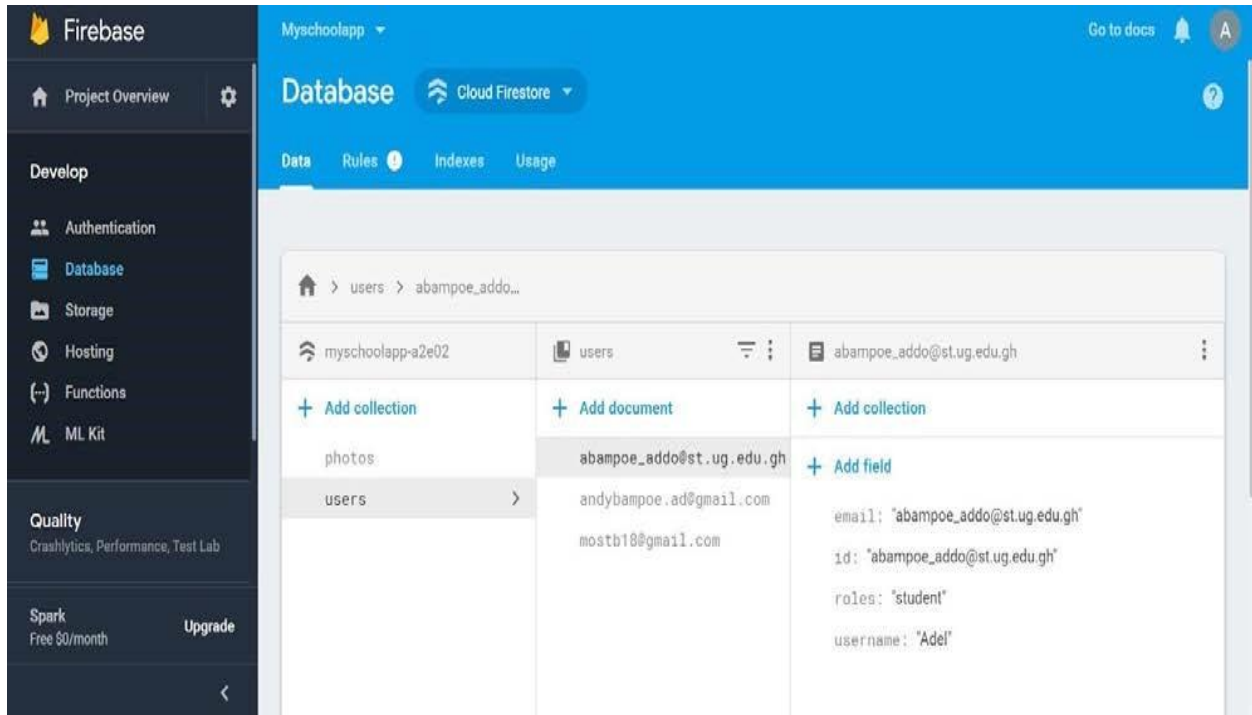 Firebase
Project Overview
Develop
Authentication
Database
Storage
Hosting
Functions
ML Kit
Quality
Crashlytics, Performance, Test Lab
Spark
Free $0/month
Upgrade
Myschoolapp
Go to docs
A
Database
Cloud Firestore
?
Data
Rules !
Indexes
Usage
> users > abampoe_addo...
myschoolapp-a2e02
+ Add collection
photos
users >
users
+ Add document
abampoe_addo@st.ug.edu.gh
andybampoe.ad@gmail.com
mostb18@gmail.com
abampoe_addo@st.ug.edu.gh
+ Add collection
+ Add field
email: "abampoe_addo@st.ug.edu.gh"
id: "abampoe_addo@st.ug.edu.gh"
roles: "student"
username: "Adel"